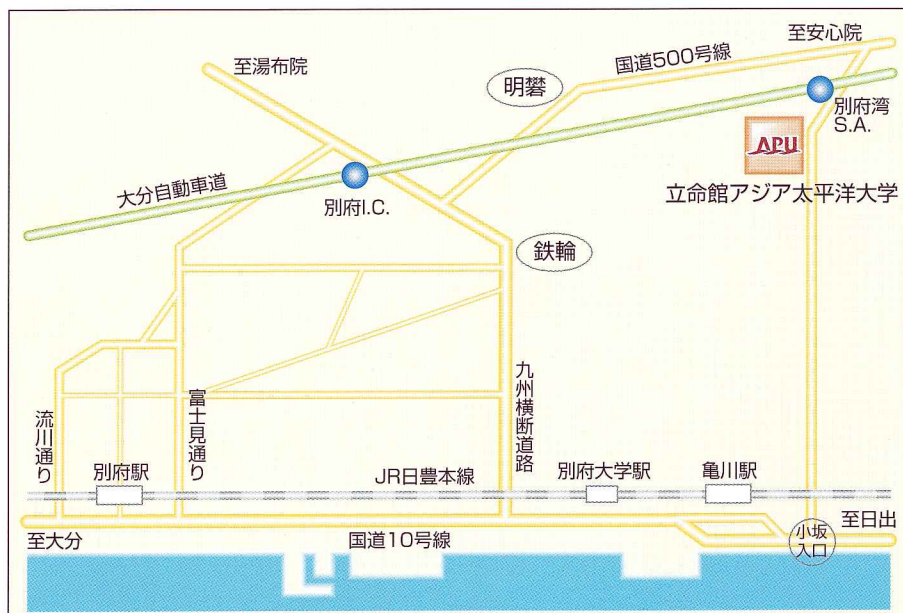 至安心院
国道500号線
至湯布院
明礬
別府湾
S.A.
APU
立命館アジア太平洋大学
大分自動車道
別府I.C.
鉄輪
九州横断道路
富士見通り
流川通り
別府駅
JR日豊本線
別府大学駅
亀川駅
至大分
国道10号線
小坂
入口
至日出